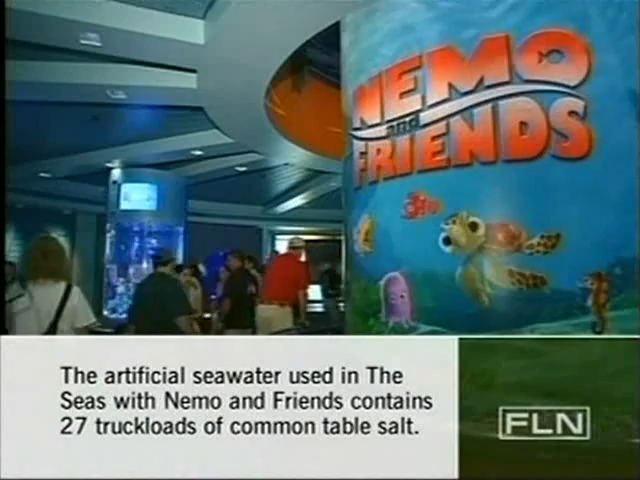 NEMO
and
FRIENDS
The artificial seawater used in The
Seas with Nemo and Friends contains
27 truckloads of common table salt.
FLN